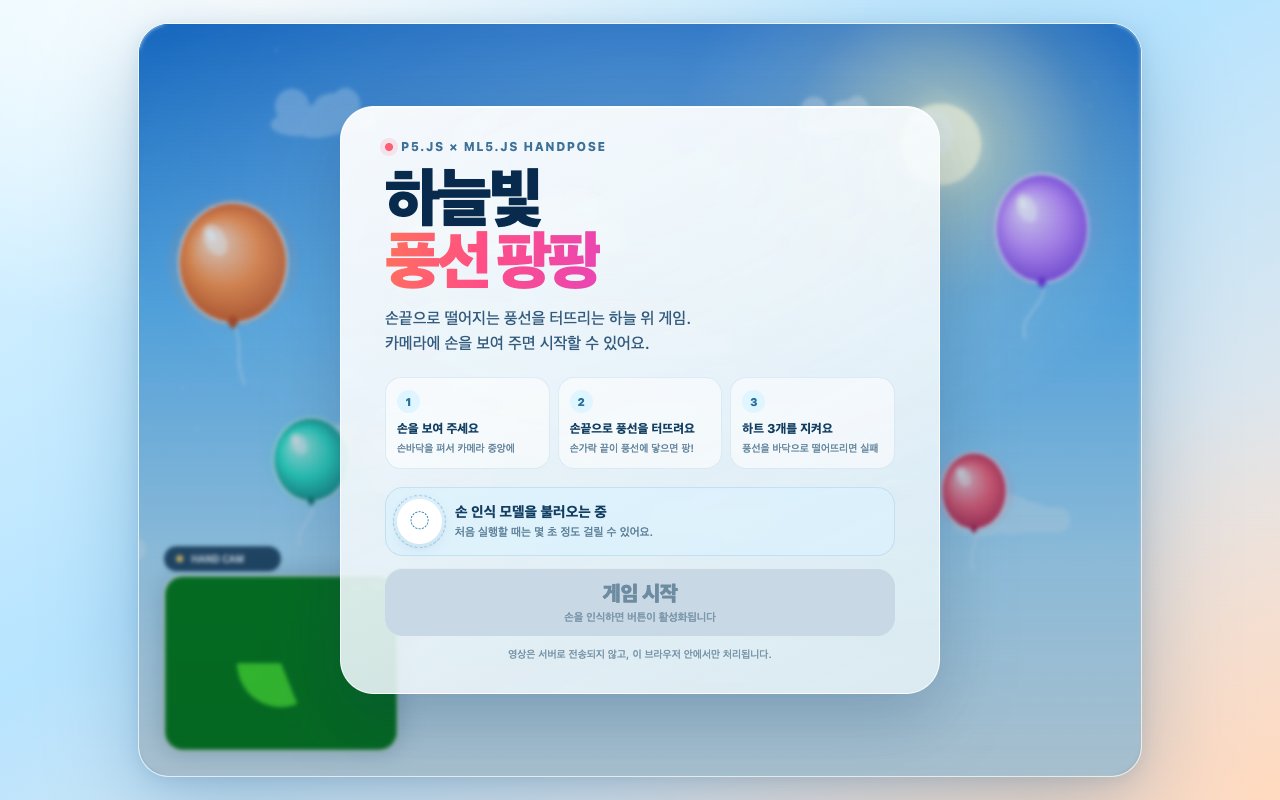 P5.JS × ML5.JS HANDPOSE
하늘빛
풍선 팡팡
손끝으로 떨어지는 풍선을 터뜨리는 하늘 위 게임.
카메라에 손을 보여 주면 시작할 수 있어요.
1
손을 보여 주세요
손바닥을 펴서 카메라 중앙에
2
손끝으로 풍선을 터뜨려요
손가락 끝이 풍선에 닿으면 팡!
3
하트 3개를 지켜요
풍선을 바닥으로 떨어뜨리면 실패
손 인식 모델을 불러오는 중
처음 실행할 때는 몇 초 정도 걸릴 수 있어요.
게임 시작
손을 인식하면 버튼이 활성화됩니다
영상은 서버로 전송되지 않고, 이 브라우저 안에서만 처리됩니다.
HAND CAM